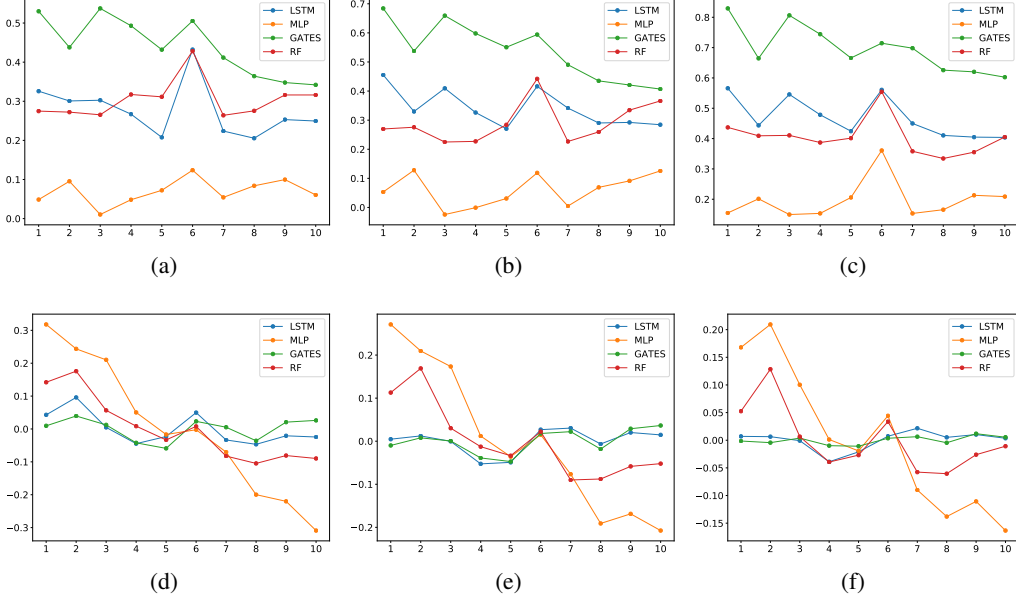 0.5
0.4
0.3
0.2
0.1
0.0
LSTM
MLP
GATES
RF
1 2 3 4 5 6 7 8 9 10
(a)
0.7
0.6
0.5
0.4
0.3
0.2
0.1
0.0
LSTM
MLP
GATES
RF
1 2 3 4 5 6 7 8 9 10
(b)
0.8
0.7
0.6
0.5
0.4
0.3
0.2
LSTM
MLP
GATES
RF
1 2 3 4 5 6 7 8 9 10
(c)
0.3
0.2
0.1
0.0
−0.1
−0.2
−0.3
LSTM
MLP
GATES
RF
1 2 3 4 5 6 7 8 9 10
(d)
0.2
0.1
0.0
−0.1
−0.2
LSTM
MLP
GATES
RF
1 2 3 4 5 6 7 8 9 10
(e)
0.20
0.15
0.10
0.05
0.00
−0.05
−0.10
−0.15
LSTM
MLP
GATES
RF
1 2 3 4 5 6 7 8 9 10
(f)